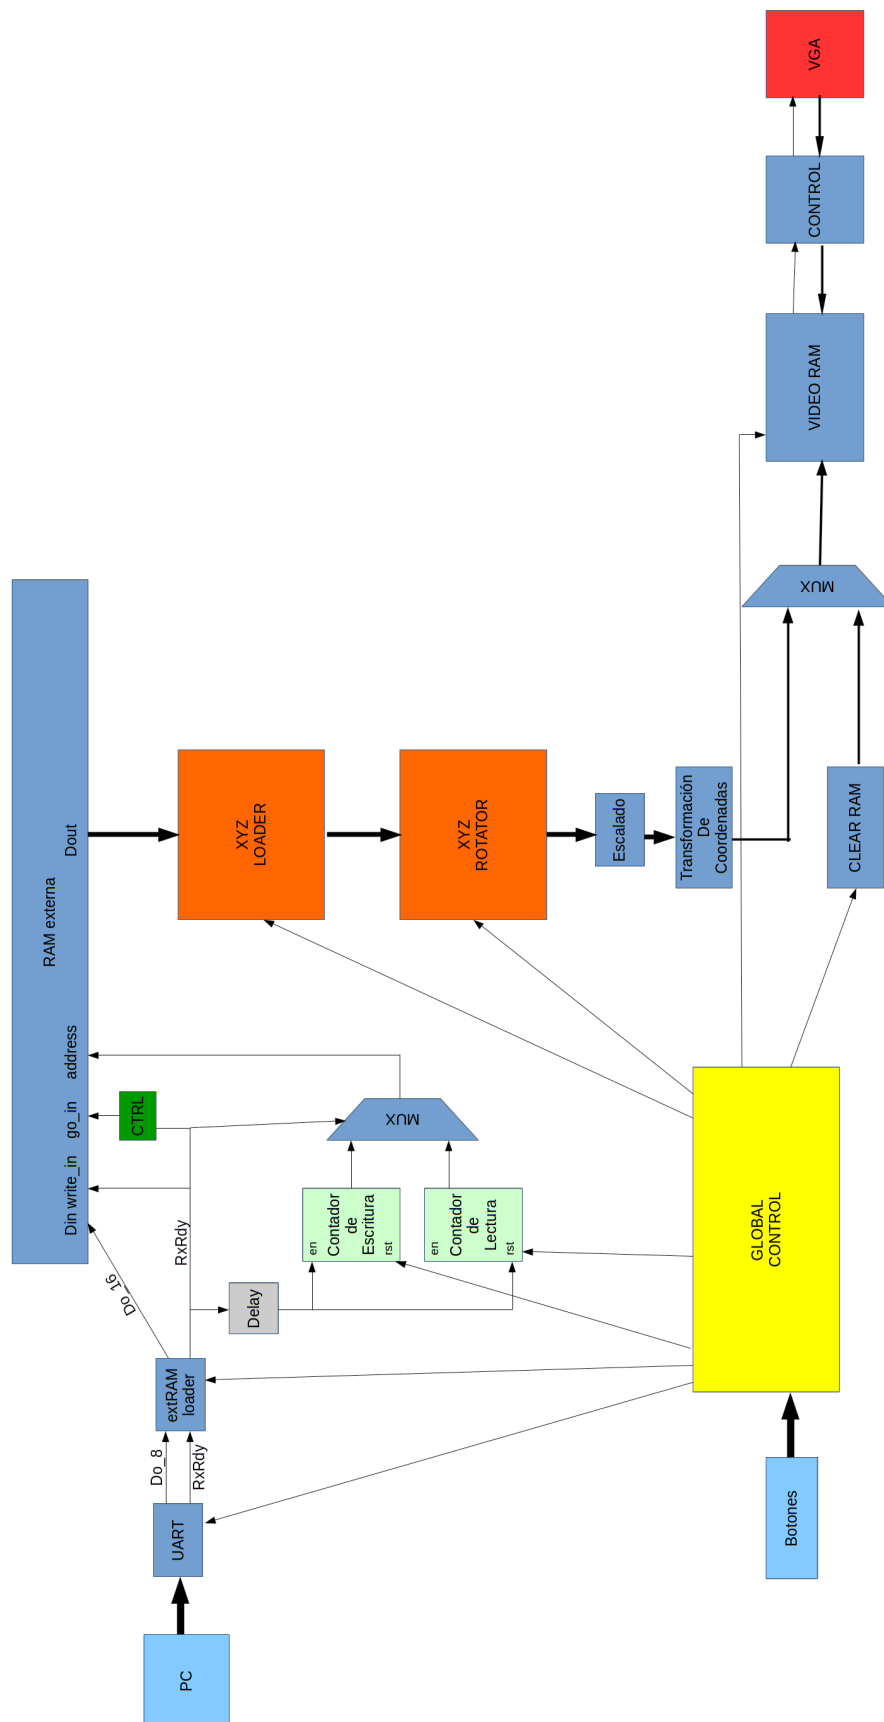 PC
UART
Do_8
RxRdy
extRAM
loader
Do_16
RxRdy
Delay
Din
write_in
go_in
address
RAM externa
Dout
CTRL
en
Contador
de
Escritura
rst
en
Contador
de
Lectura
rst
MUX
XYZ
LOADER
XYZ
ROTATOR
Escalado
Transformación
De
Coordenadas
Botones
GLOBAL
CONTROL
CLEAR RAM
MUX
VIDEO RAM
CONTROL
VGA